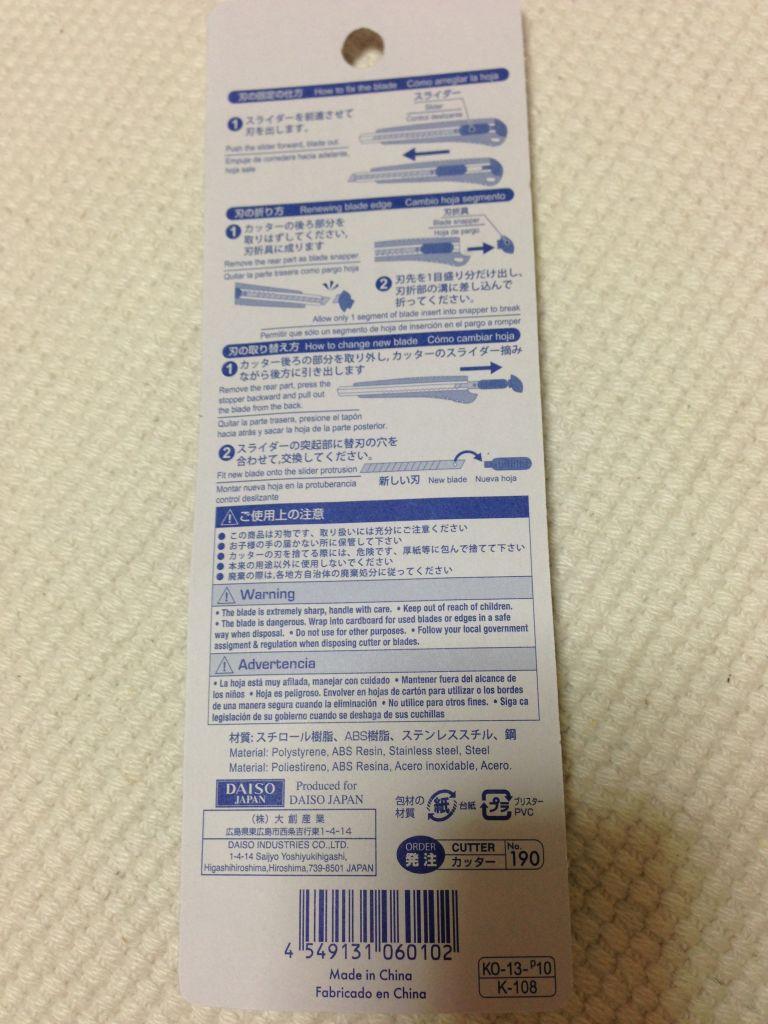 刃の固定の仕方 How to fix the blade Cómo arreglar la hoja
❶スライダーを前進させて
刃を出します。
Push the slider forward, blade out.
Empuje de corredera hacia adelante,
hoja sale
スライダー
Slider
Control deslizante
刃の折り方 Renewing blade edge Cambio hoja segmento
❶カッターの後ろ部分を
取りはずしてください。
刃折具に成ります
Remove the rear part as blade snapper.
Quitar la parte trasera como pargo hoja
刃折具
Blade snapper
Hoja de pargo
❷刃先を1目盛り分だけ出し、
刃折部の溝に差し込んで
折ってください。
Allow only 1 segment of blade insert into snapper to break
Permitir que sólo un segmento de hoja de inserción en el pargo a romper
刃の取り替え方 How to change new blade Cómo cambiar hoja
❶カッター後ろの部分を取り外し,カッターのスライダー摘み
ながら後方に引き出します
Remove the rear part, press the
stopper backward and pull out
the blade from the back.
Quitar la parte trasera, presione el tapón
hacia atrás y sacar la hoja de la parte posterior.
❷スライダーの突起部に替刃の穴を
合わせて,交換してください。
Fit new blade onto the slider protrusion
Montar nueva hoja en la protuberancia
control deslizante
新しい刃 New blade Nueva hoja
⚠ご使用上の注意
●この商品は刃物です、取り扱いには充分にご注意ください
●お子様の手の届かない所に保管して下さい
●カッターの刃を捨てる際には、危険です、厚紙等に包んで捨てて下さい
●本来の用途以外に使用しないでください
●廃棄の際は,各地方自治体の廃棄処分に従ってください
⚠ Warning
• The blade is extremely sharp, handle with care. • Keep out of reach of children.
• The blade is dangerous. Wrap into cardboard for used blades or edges in a safe
way when disposal. • Do not use for other purposes. • Follow your local government
assigment & regulation when disposing cutter or blades.
⚠ Advertencia
• La hoja está muy afilada, manejar con cuidado • Mantener fuera del alcance de
los niños • Hoja es peligroso. Envolver en hojas de cartón para utilizar o los bordes
de una manera segura cuando la eliminación • No utilice para otros fines. • Siga ca
legislación de su gobierno cuando se deshaga de sus cuchillas
材質: スチロール樹脂、ABS樹脂、ステンレススチル、鋼
Material: Polystyrene, ABS Resin, Stainless steel, Steel
Material: Poliestireno, ABS Resina, Acero inoxidable, Acero.
DAISO
JAPAN
Produced for
DAISO JAPAN
包材の
材質
紙 台紙
プラ ブリスター
PVC
(株)大創産業
広島県東広島市西条吉行東1-4-14
DAISO INDUSTRIES CO.,LTD.
1-4-14 Saijyo Yoshiyukihigashi,
Higashihiroshima,Hiroshima,739-8501 JAPAN
ORDER
発注
CUTTER
カッター
No.
190
4 549131 060102
Made in China
Fabricado en China
KO-13-P10
K-108